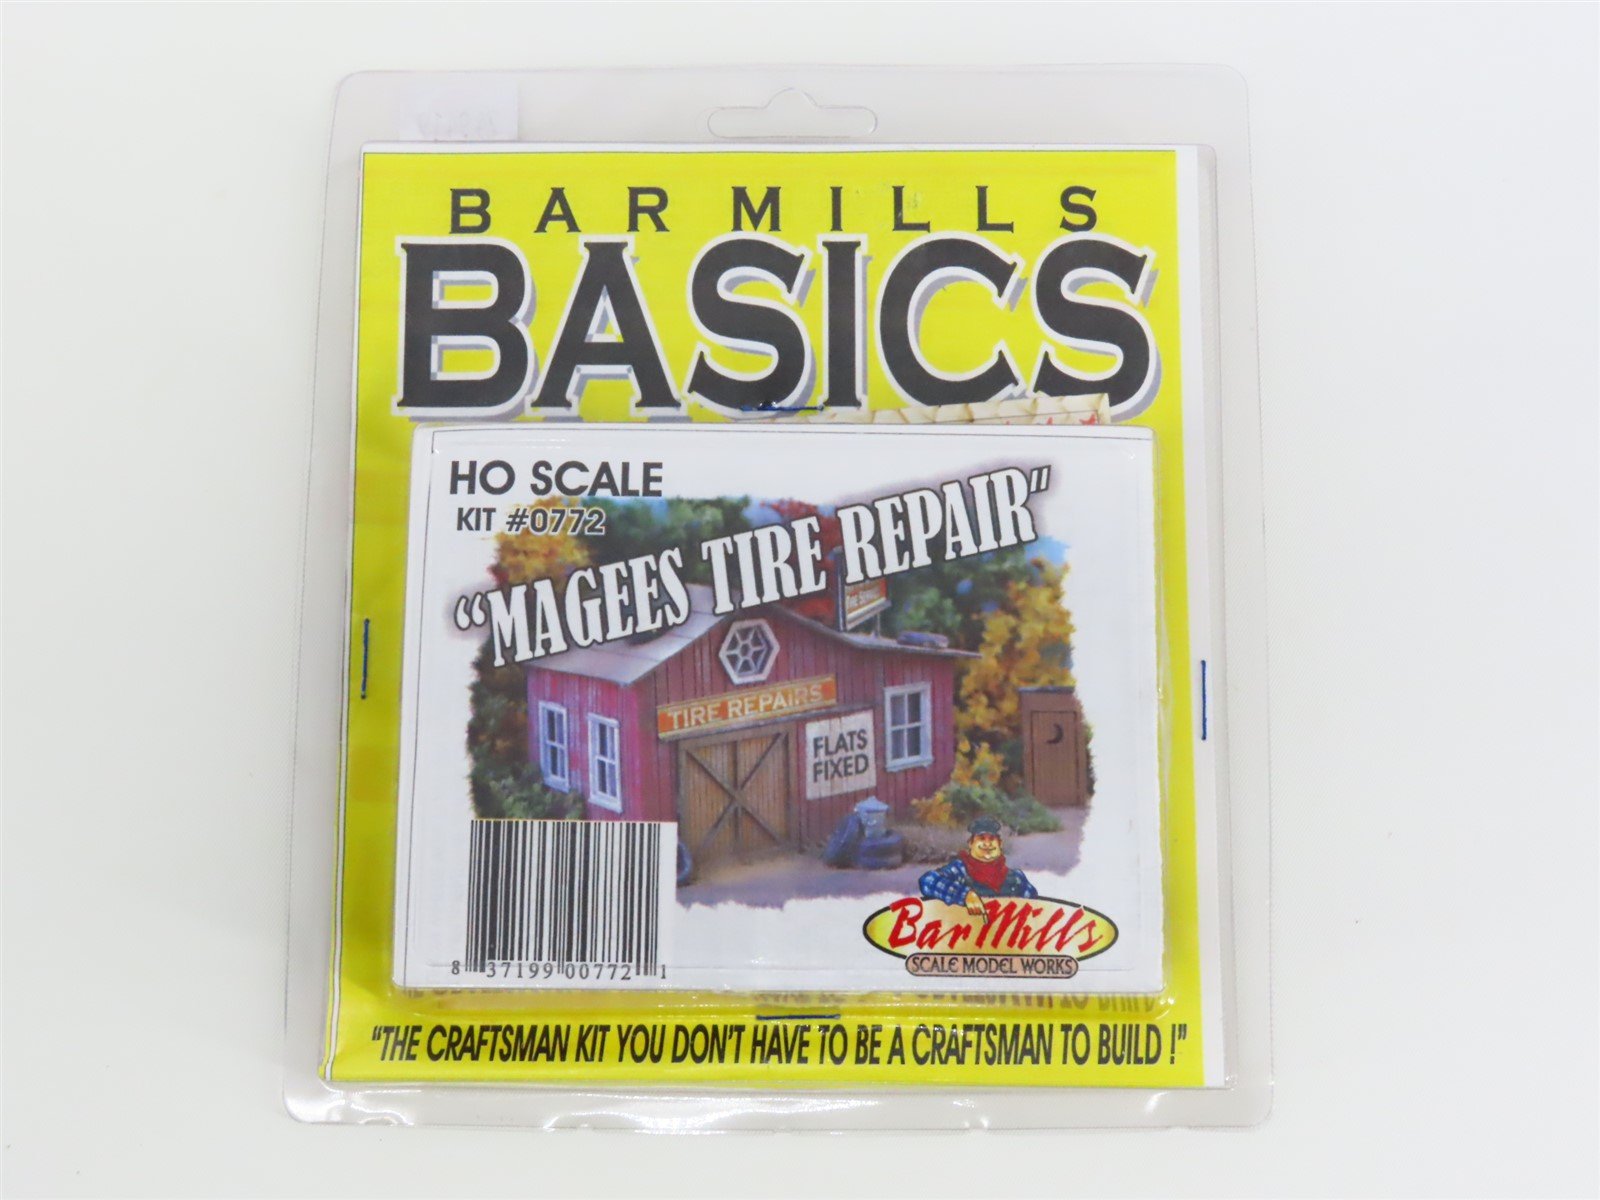 BAR MILLS
BASICS
HO SCALE
KIT #0772
"MAGEES TIRE REPAIR"
TIRE REPAIRS
FLATS
FIXED
8 37199 00772 1
Bar Mills
SCALE MODEL WORKS
"THE CRAFTSMAN KIT YOU DON'T HAVE TO BE A CRAFTSMAN TO BUILD !"